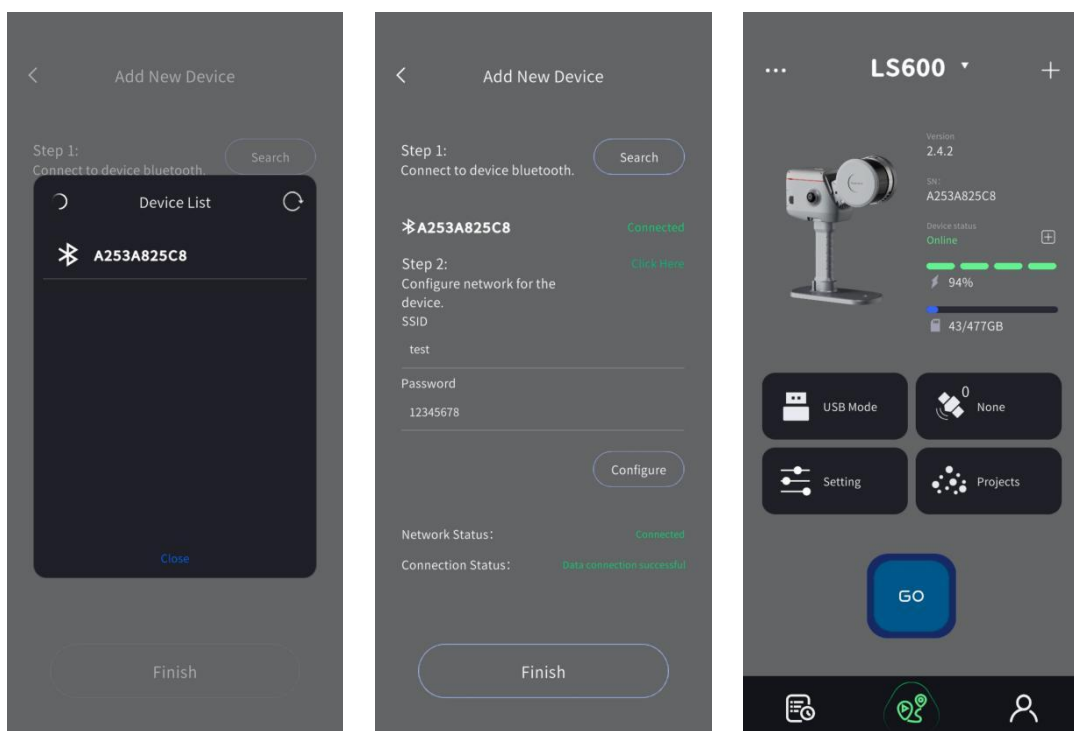 Add New Device
Step 1:
Search
Connect to device bluetooth.
Device List
A253A825C8
Close
Finish
Add New Device
Step 1:
Connect to device bluetooth.
Search
A253A825C8
Connected
Step 2:
Click Here
Configure network for the
device.
SSID
test
Password
12345678
Configure
Network Status:
Connected
Connection Status:
Data connection successful
Finish
LS600
Version
2.4.2
SN:
A253A825C8
Device status
Online
94%
43/477GB
USB Mode
0
None
Setting
Projects
GO